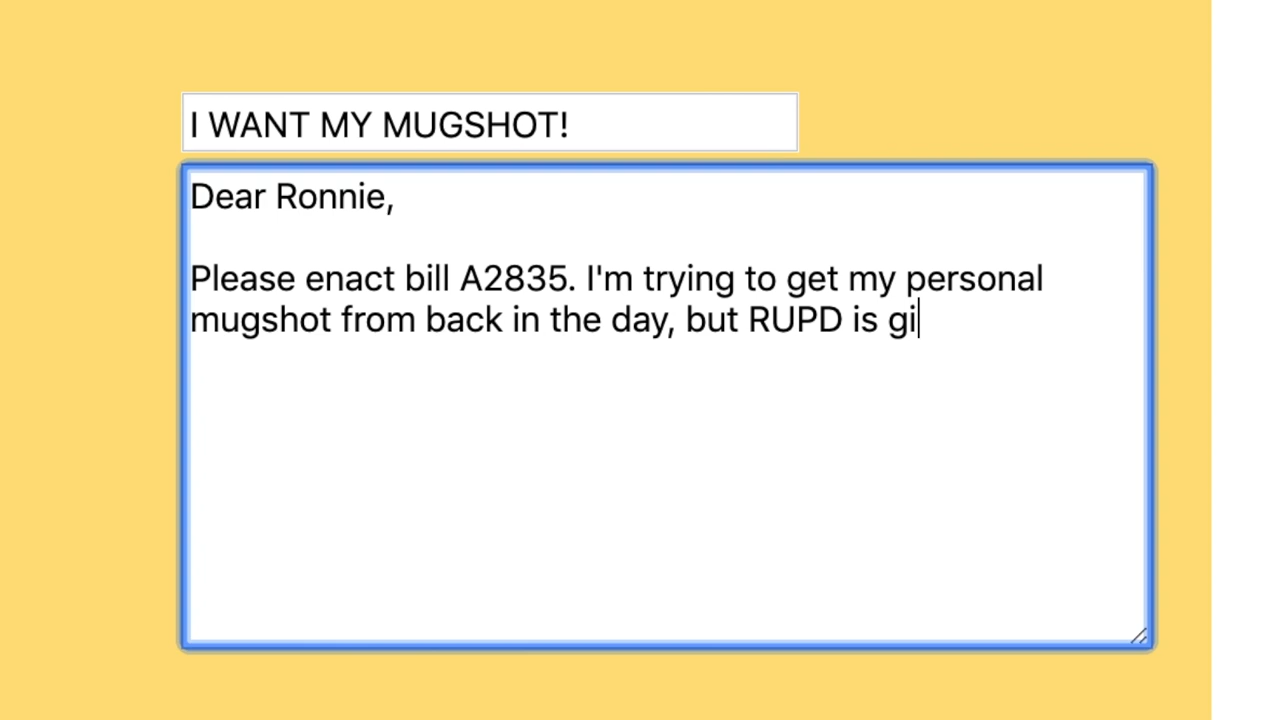 I WANT MY MUGSHOT!
Dear Ronnie,
Please enact bill A2835. I'm trying to get my personal
mugshot from back in the day, but RUPD is gi